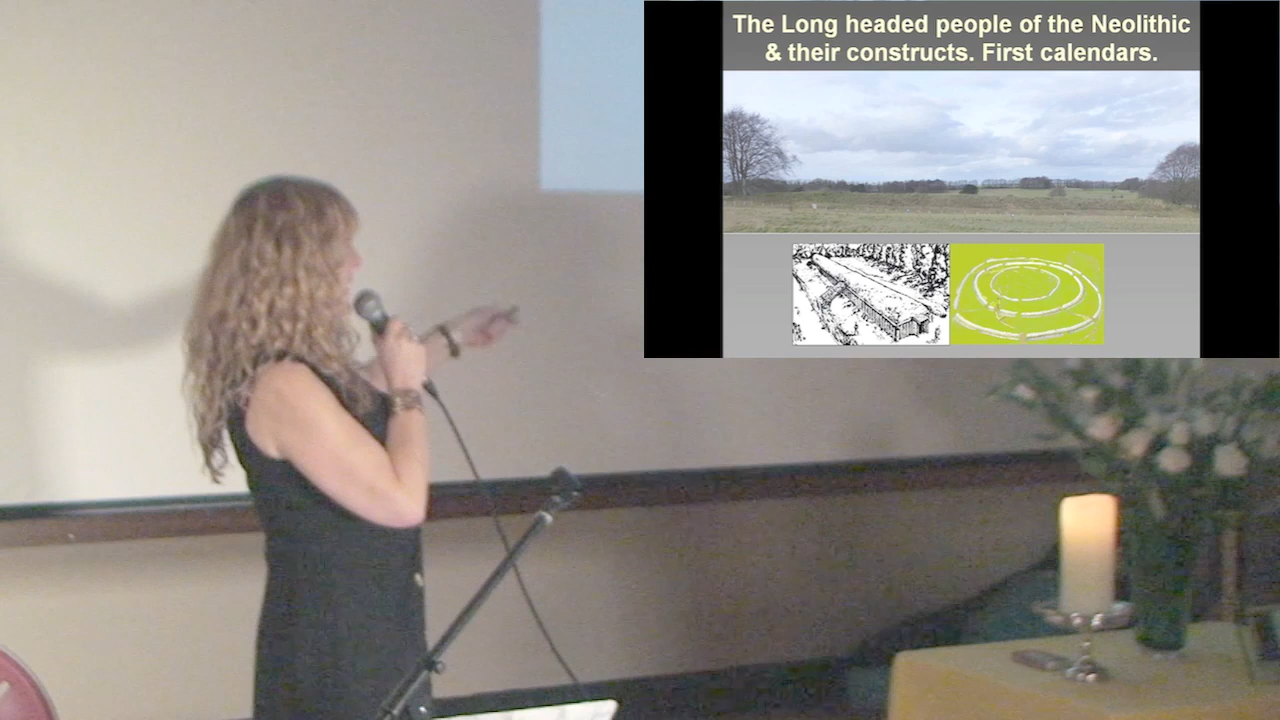 The Long headed people of the Neolithic
& their constructs. First calendars.